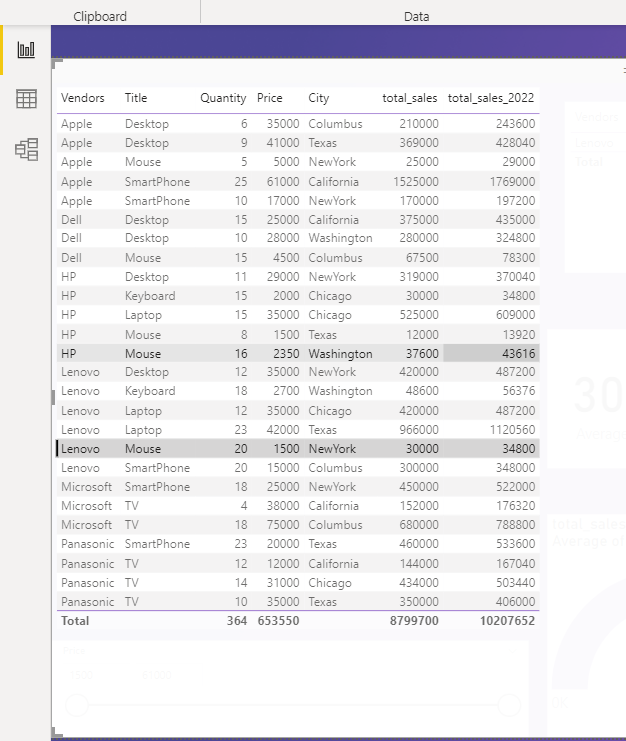 Clipboard Data
Vendors Title Quantity Price City total_sales total_sales_2022
Apple Desktop 6 35000 Columbus 210000 243600
Apple Desktop 9 41000 Texas 369000 428040
Apple Mouse 5 5000 NewYork 25000 29000
Apple SmartPhone 25 61000 California 1525000 1769000
Apple SmartPhone 10 17000 NewYork 170000 197200
Dell Desktop 15 25000 California 375000 435000
Dell Desktop 10 28000 Washington 280000 324800
Dell Mouse 15 4500 Columbus 67500 78300
HP Desktop 11 29000 NewYork 319000 370040
HP Keyboard 15 2000 Chicago 30000 34800
HP Laptop 15 35000 Chicago 525000 609000
HP Mouse 8 1500 Texas 12000 13920
HP Mouse 16 2350 Washington 37600 43616
Lenovo Desktop 12 35000 NewYork 420000 487200
Lenovo Keyboard 18 2700 Washington 48600 56376
Lenovo Laptop 12 35000 Chicago 420000 487200
Lenovo Laptop 23 42000 Texas 966000 1120560
Lenovo Mouse 20 1500 NewYork 30000 34800
Lenovo SmartPhone 20 15000 Columbus 300000 348000
Microsoft SmartPhone 18 25000 NewYork 450000 522000
Microsoft TV 4 38000 California 152000 176320
Microsoft TV 18 75000 Columbus 680000 788800
Panasonic SmartPhone 23 20000 Texas 460000 533600
Panasonic TV 12 12000 California 144000 167040
Panasonic TV 14 31000 Chicago 434000 503440
Panasonic TV 10 35000 Texas 350000 406000
Total 364 653550 8799700 10207652
Vendors
Lenovo
Total
30
Average
total_sales
Average of
Price